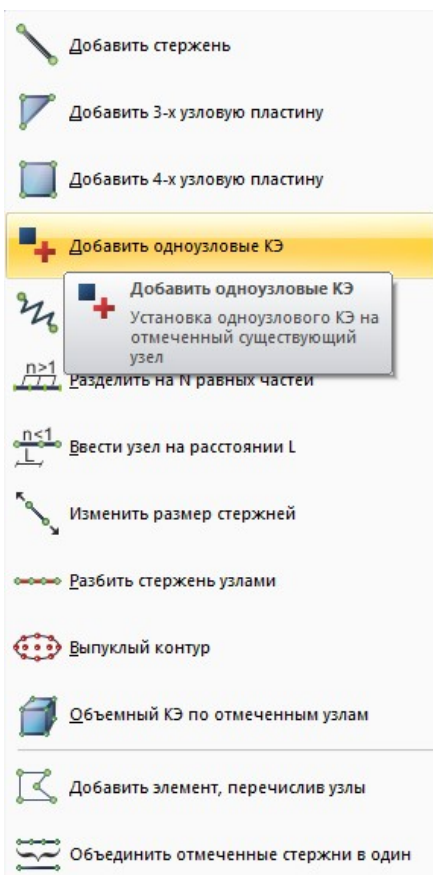 Добавить стержень
Добавить 3-х узловую пластину
Добавить 4-х узловую пластину
Добавить одноузловые КЭ
Добавить одноузловые КЭ
Установка одноузлового КЭ на
отмеченный существующий
узел
n>1
Разделить на N равных частей
n<1
L
Ввести узел на расстоянии L
Изменить размер стержней
Разбить стержень узлами
Выпуклый контур
Объемный КЭ по отмеченным узлам
Добавить элемент, перечислив узлы
Объединить отмеченные стержни в один